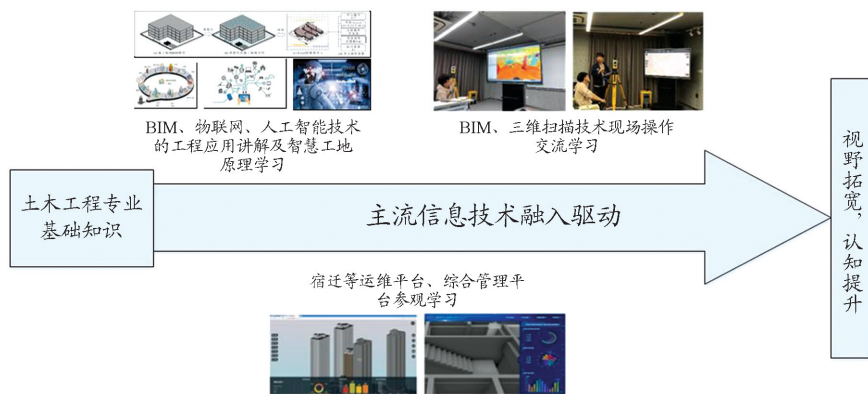 BIM、物联网、人工智能技术
的工程应用讲解及智慧工地
原理学习
BIM、三维扫描技术现场操作
交流学习
土木工程专业
基础知识
主流信息技术融入驱动
视野拓宽，认知提升
宿迁等运维平台、综合管理平
台参观学习